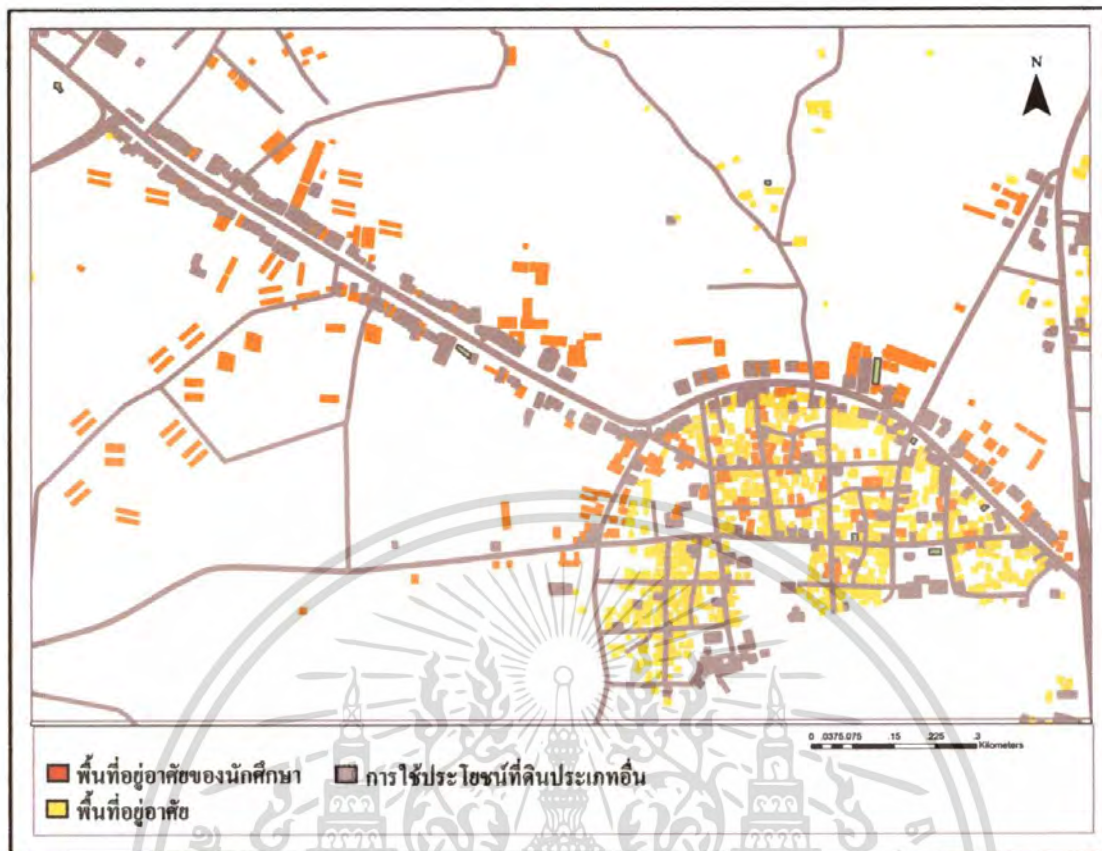 N
0 .0375.075 .15 .225 .3
Kilometers
พื้นที่อยู่อาศัยของนักศึกษา การใช้ประโยชน์ที่ดินประเภทอื่น
พื้นที่อยู่อาศัย